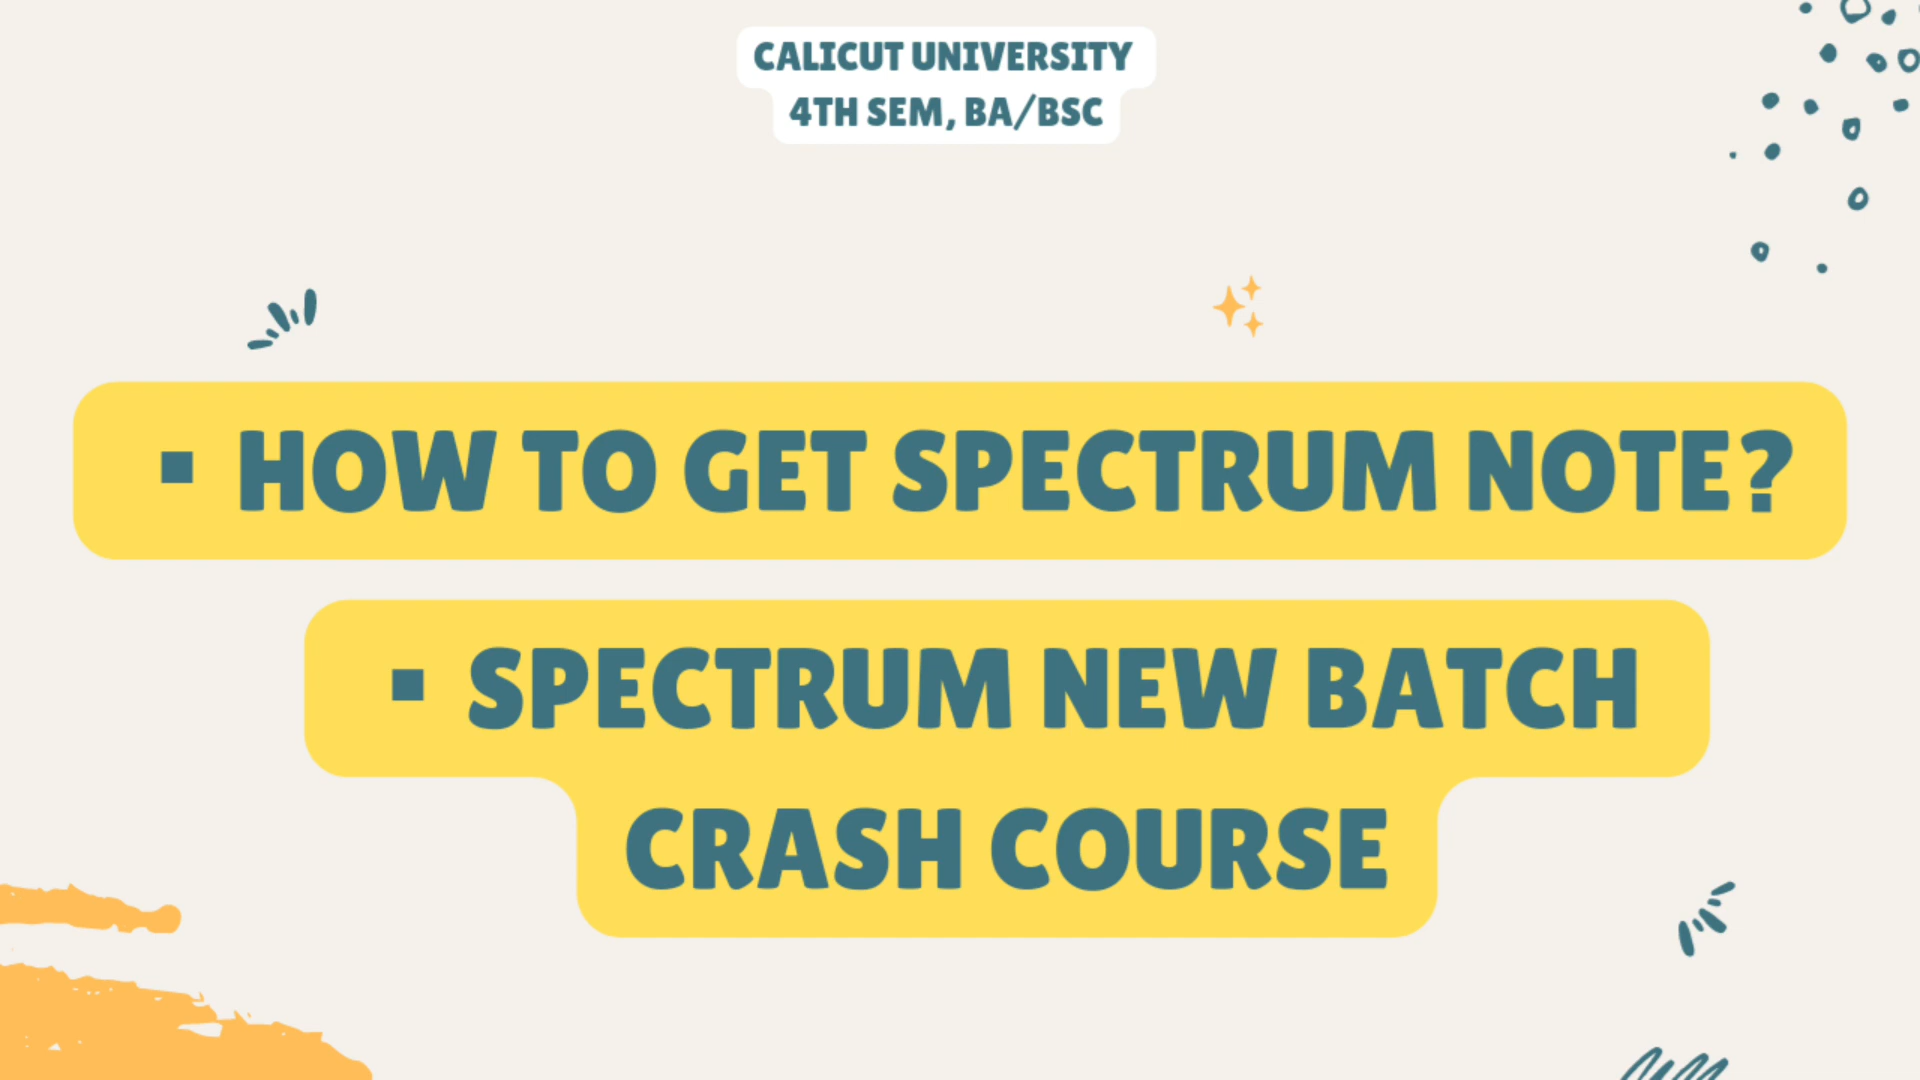 CALICUT UNIVERSITY
4TH SEM, BA/BSC
▪ HOW TO GET SPECTRUM NOTE?
▪ SPECTRUM NEW BATCH
CRASH COURSE